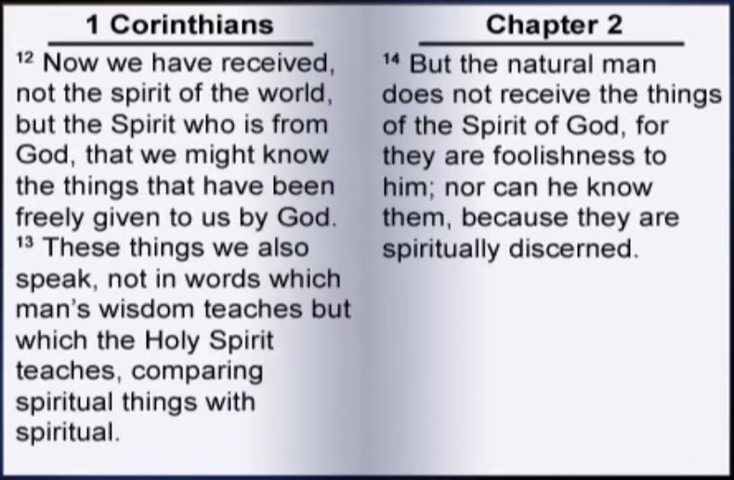 1 Corinthians
¹² Now we have received,
not the spirit of the world,
but the Spirit who is from
God, that we might know
the things that have been
freely given to us by God.
¹³ These things we also
speak, not in words which
man's wisdom teaches but
which the Holy Spirit
teaches, comparing
spiritual things with
spiritual.
Chapter 2
¹⁴ But the natural man
does not receive the things
of the Spirit of God, for
they are foolishness to
him; nor can he know
them, because they are
spiritually discerned.